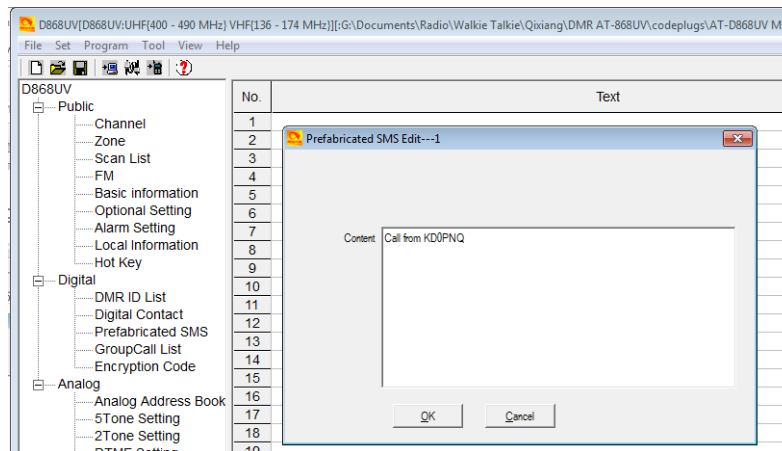 D868UV[D868UV:UHF{400 - 490 MHz} VHF{136 - 174 MHz}][:G:\Documents\Radio\Walkie Talkie\Qixiang\DMR AT-868UV\codeplugs\AT-D868UV M
File Set Program Tool View Help
D868UV
Public
Channel
Zone
Scan List
FM
Basic information
Optional Setting
Alarm Setting
Local Information
Hot Key
Digital
DMR ID List
Digital Contact
Prefabricated SMS
GroupCall List
Encryption Code
Analog
Analog Address Book
5Tone Setting
2Tone Setting
DTMF Setting
No. Text
1
2
3
4
5
6
7
8
9
10
11
12
13
14
15
16
17
18
19
Prefabricated SMS Edit---1
Content Call from KD0PNQ
OK Cancel